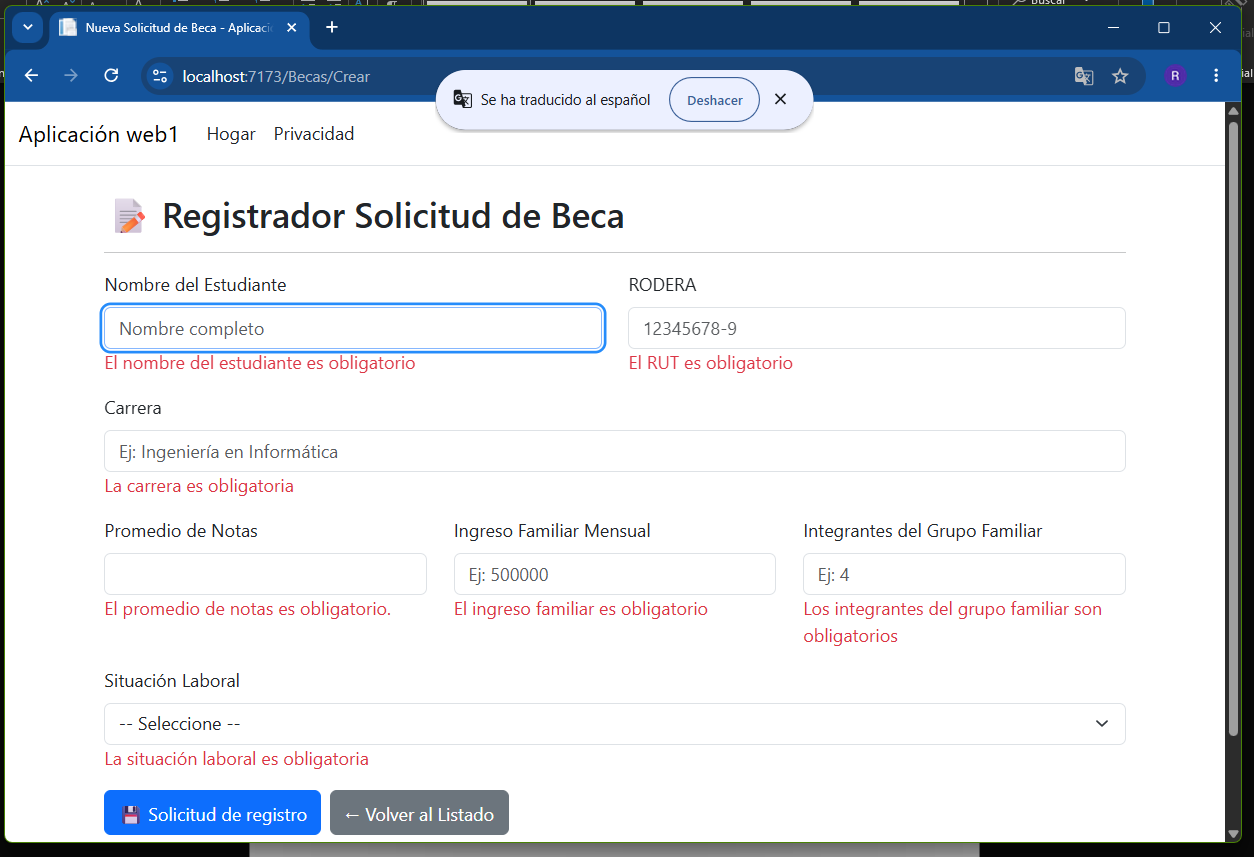 Buscar
Nueva Solicitud de Beca - Aplicació
localhost:7173/Becas/Crear
R
Se ha traducido al español
Deshacer
Aplicación web1
Hogar
Privacidad
Registrador Solicitud de Beca
Nombre del Estudiante
RODERA
Nombre completo
12345678-9
El nombre del estudiante es obligatorio
El RUT es obligatorio
Carrera
Ej: Ingeniería en Informática
La carrera es obligatoria
Promedio de Notas
Ingreso Familiar Mensual
Integrantes del Grupo Familiar
Ej: 500000
Ej: 4
El promedio de notas es obligatorio.
El ingreso familiar es obligatorio
Los integrantes del grupo familiar son
obligatorios
Situación Laboral
-- Seleccione --
La situación laboral es obligatoria
Solicitud de registro
← Volver al Listado